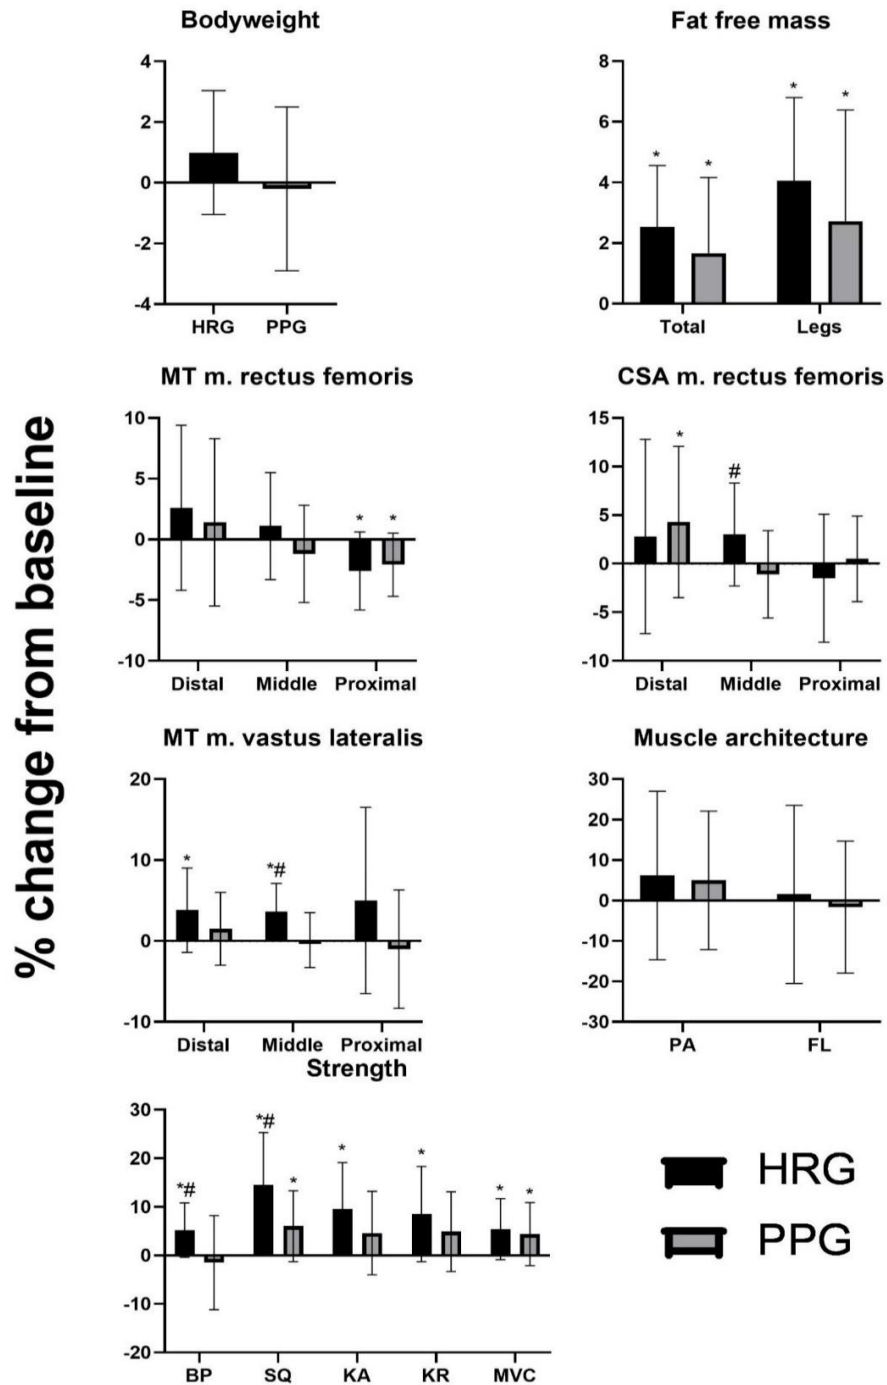 Bodyweight
4
2
0
-2
-4
HRG PPG
Fat free mass
8
6
4
2
0
* * * *
Total Legs
% change from baseline
MT m. rectus femoris
10
5
0
-5
-10
* *
Distal Middle Proximal
CSA m. rectus femoris
15
10
5
0
-5
-10
* #
Distal Middle Proximal
MT m. vastus lateralis
20
10
0
-10
* *#
Distal Middle Proximal
Muscle architecture
30
20
10
0
-10
-20
-30
PA FL
Strength
30
20
10
0
-10
-20
*# *# * * * * *
BP SQ KA KR MVC
HRG
PPG